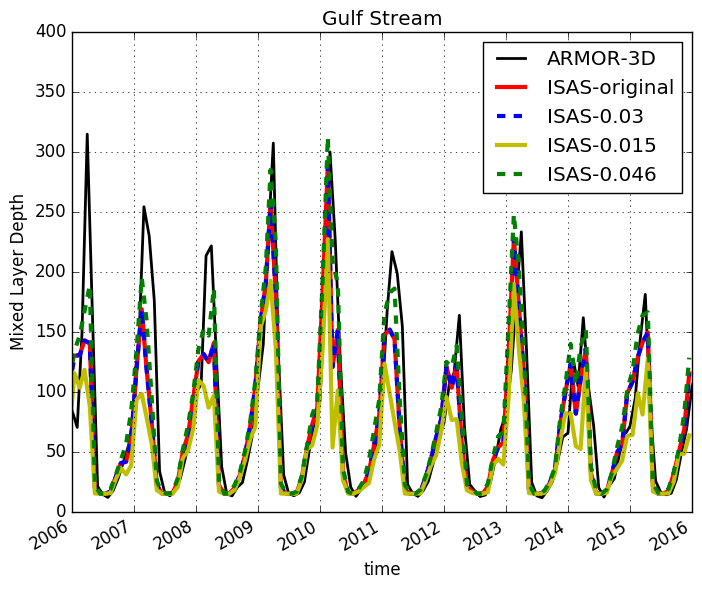 Gulf Stream
400
350
300
250
200
150
100
50
0
Mixed Layer Depth
ARMOR-3D
ISAS-original
ISAS-0.03
ISAS-0.015
ISAS-0.046
2006 2007 2008 2009 2010 2011 2012 2013 2014 2015 2016
time